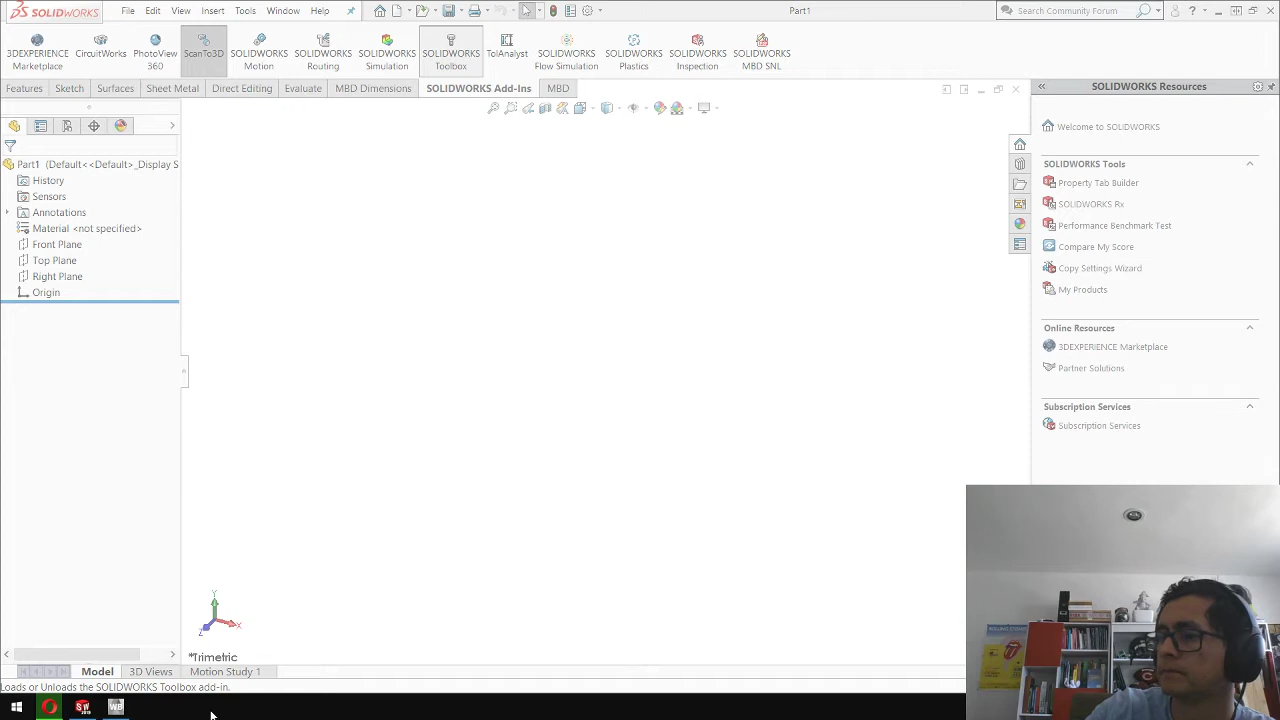 SOLIDWORKS File Edit View Insert Tools Window Part1 Search Community Forum
3DEXPERIENCE Marketplace
CircuitWorks
PhotoView 360
ScanTo3D
SOLIDWORKS Motion
SOLIDWORKS Routing
SOLIDWORKS Simulation
SOLIDWORKS Toolbox
TolAnalyst
SOLIDWORKS Flow Simulation
SOLIDWORKS Plastics
SOLIDWORKS Inspection
SOLIDWORKS MBD SNL
Features Sketch Surfaces Sheet Metal Direct Editing Evaluate MBD Dimensions SOLIDWORKS Add-Ins MBD
Part1 (Default<<Default>_Display S
History
Sensors
Annotations
Material <not specified>
Front Plane
Top Plane
Right Plane
Origin
Y
Z
X
*Trimetric
Model 3D Views Motion Study 1
Loads or Unloads the SOLIDWORKS Toolbox add-in.
SW
2019
WB
SOLIDWORKS Resources
Welcome to SOLIDWORKS
SOLIDWORKS Tools
Property Tab Builder
SOLIDWORKS Rx
Performance Benchmark Test
Compare My Score
Copy Settings Wizard
My Products
Online Resources
3DEXPERIENCE Marketplace
Partner Solutions
Subscription Services
Subscription Services
ROLLING STONES